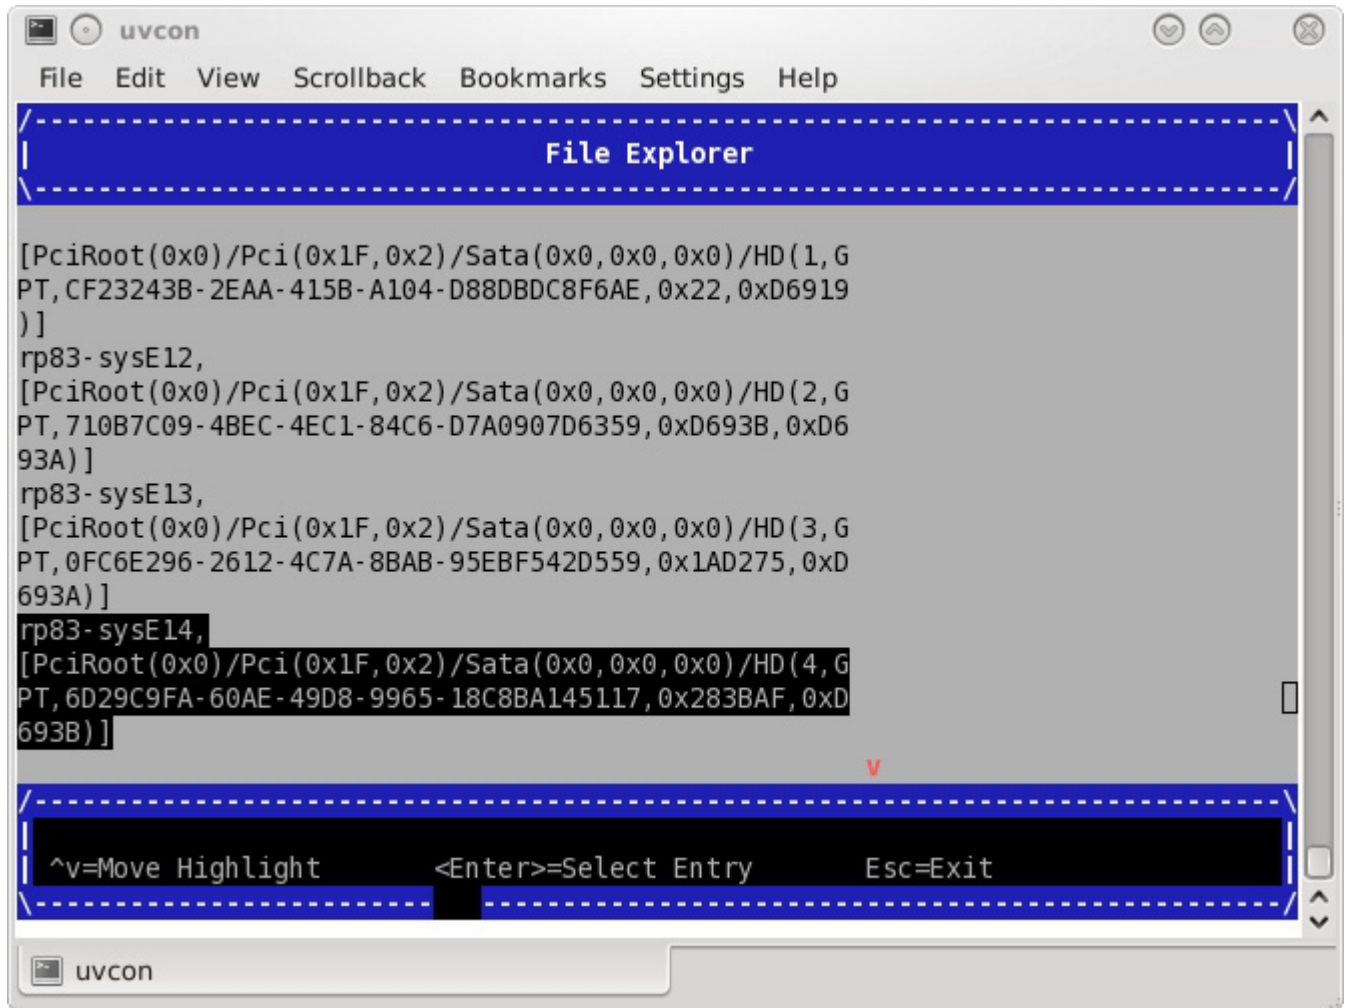 uvcon
File Edit View Scrollback Bookmarks Settings Help
/------------------------------------------------------------------------------\
| File Explorer |
\------------------------------------------------------------------------------/
[PciRoot(0x0)/Pci(0x1F,0x2)/Sata(0x0,0x0,0x0)/HD(1,G
PT,CF23243B-2EAA-415B-A104-D88DBDC8F6AE,0x22,0xD6919
)]
rp83-sysE12,
[PciRoot(0x0)/Pci(0x1F,0x2)/Sata(0x0,0x0,0x0)/HD(2,G
PT,710B7C09-4BEC-4EC1-84C6-D7A0907D6359,0xD693B,0xD6
93A)]
rp83-sysE13,
[PciRoot(0x0)/Pci(0x1F,0x2)/Sata(0x0,0x0,0x0)/HD(3,G
PT,0FC6E296-2612-4C7A-8BAB-95EBF542D559,0x1AD275,0xD
693A)]
rp83-sysE14,
[PciRoot(0x0)/Pci(0x1F,0x2)/Sata(0x0,0x0,0x0)/HD(4,G
PT,6D29C9FA-60AE-49D8-9965-18C8BA145117,0x283BAF,0xD
693B)]
v
/------------------------------------------------------------------------------\
| |
| ^v=Move Highlight <Enter>=Select Entry Esc=Exit |
\------------------------- --------------------------------------------------/
uvcon